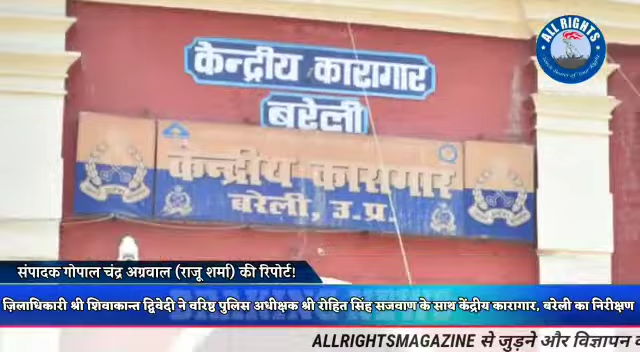 ALL RIGHTS
केन्द्रीय कारागार
बरेली
केन्द्रीय कारागार
बरेली, उ.प्र.
संपादक गोपाल चंद्र अग्रवाल (राजू शर्मा) की रिपोर्ट!
ज़िलाधिकारी श्री शिवाकान्त द्विवेदी ने वरिष्ठ पुलिस अधीक्षक श्री रोहित सिंह सजवाण के साथ केंद्रीय कारागार, बरेली का निरीक्षण
ALLRIGHTSMAGAZINE से जुड़ने और विज्ञापन